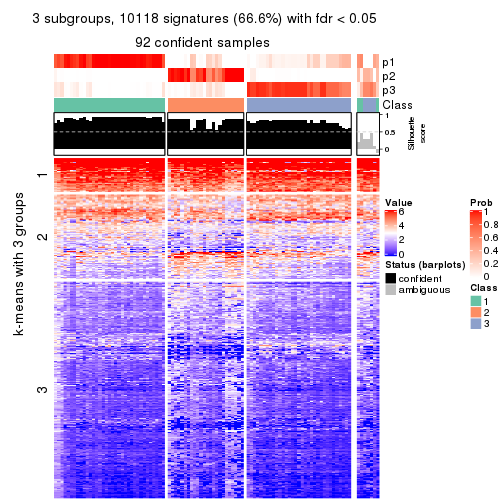 3 subgroups, 10118 signatures (66.6%) with fdr < 0.05
92 confident samples
p1
p2
p3
Class
1
0.5
0
Silhouette
score
k-means with 3 groups
1
2
3
Value
6
4
2
0
Status (barplots)
confident
ambiguous
Prob
1
0.8
0.6
0.4
0.2
0
Class
1
2
3